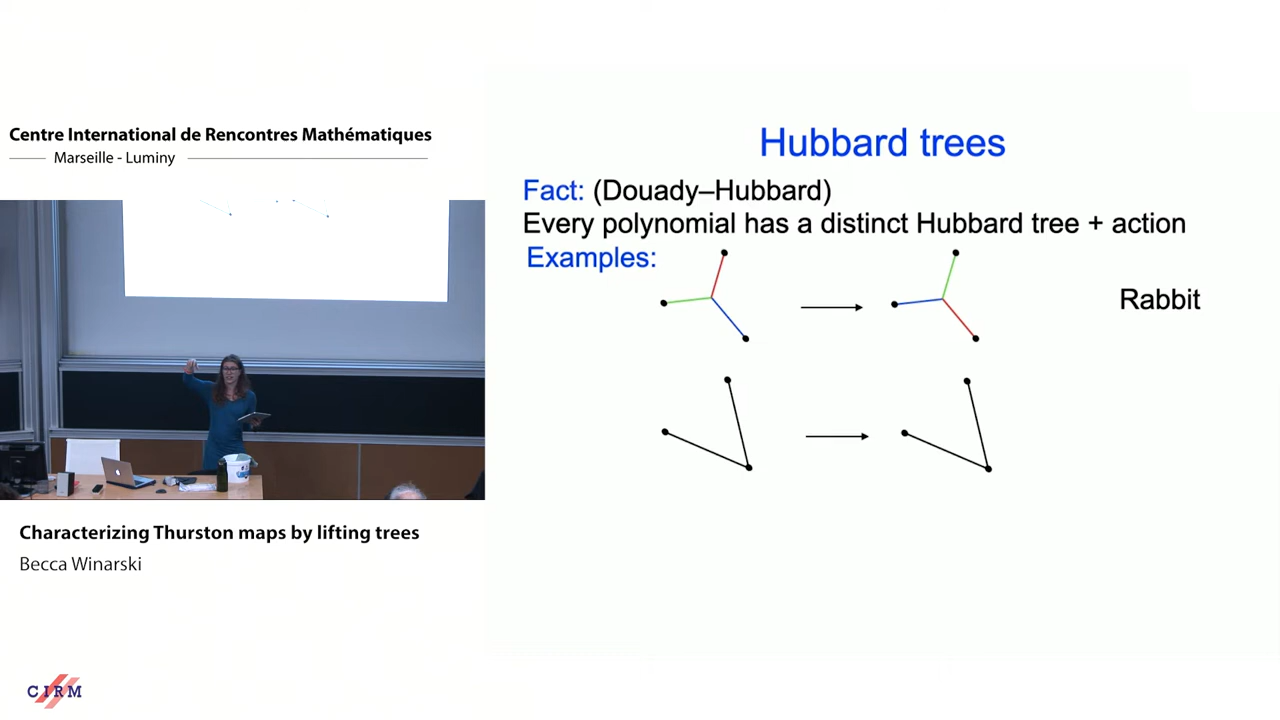 Centre International de Rencontres Mathématiques
Marseille - Luminy
Hubbard trees
Fact: (Douady–Hubbard)
Every polynomial has a distinct Hubbard tree + action
Examples:
Rabbit
Characterizing Thurston maps by lifting trees
Becca Winarski
CIRM